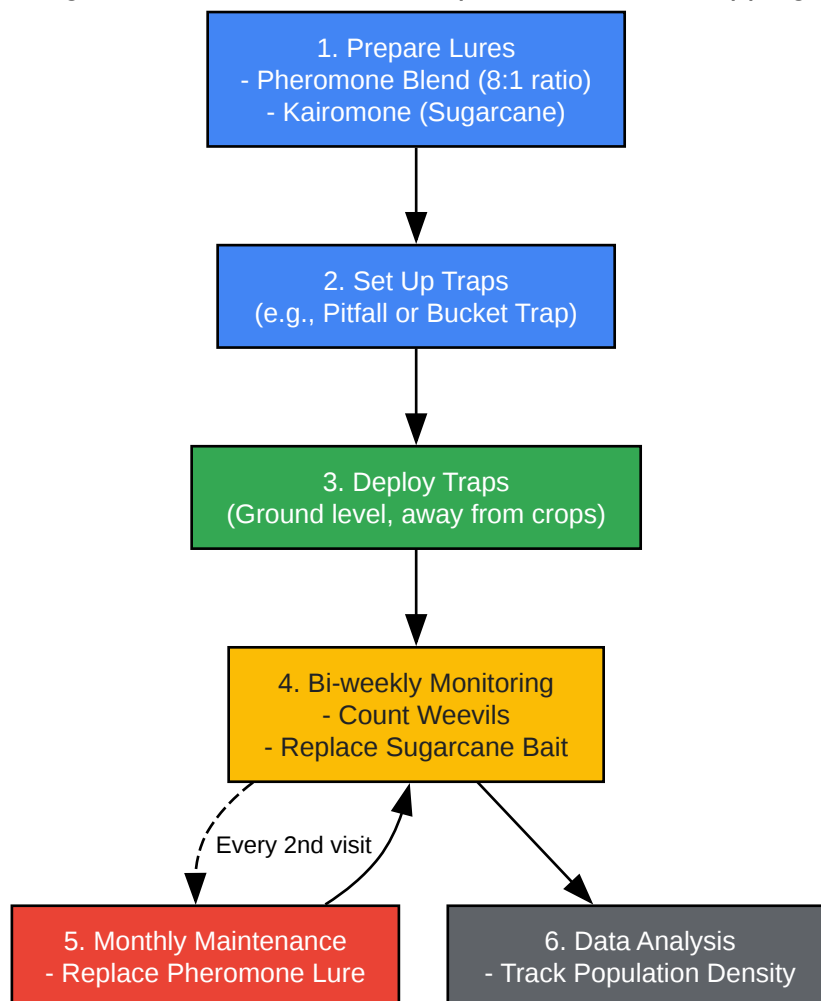 1. Prepare Lures
- Pheromone Blend (8:1 ratio)
- Kairomone (Sugarcane)
2. Set Up Traps
(e.g., Pitfall or Bucket Trap)
3. Deploy Traps
(Ground level, away from crops)
4. Bi-weekly Monitoring
- Count Weevils
- Replace Sugarcane Bait
Every 2nd visit
5. Monthly Maintenance
- Replace Pheromone Lure
6. Data Analysis
- Track Population Density